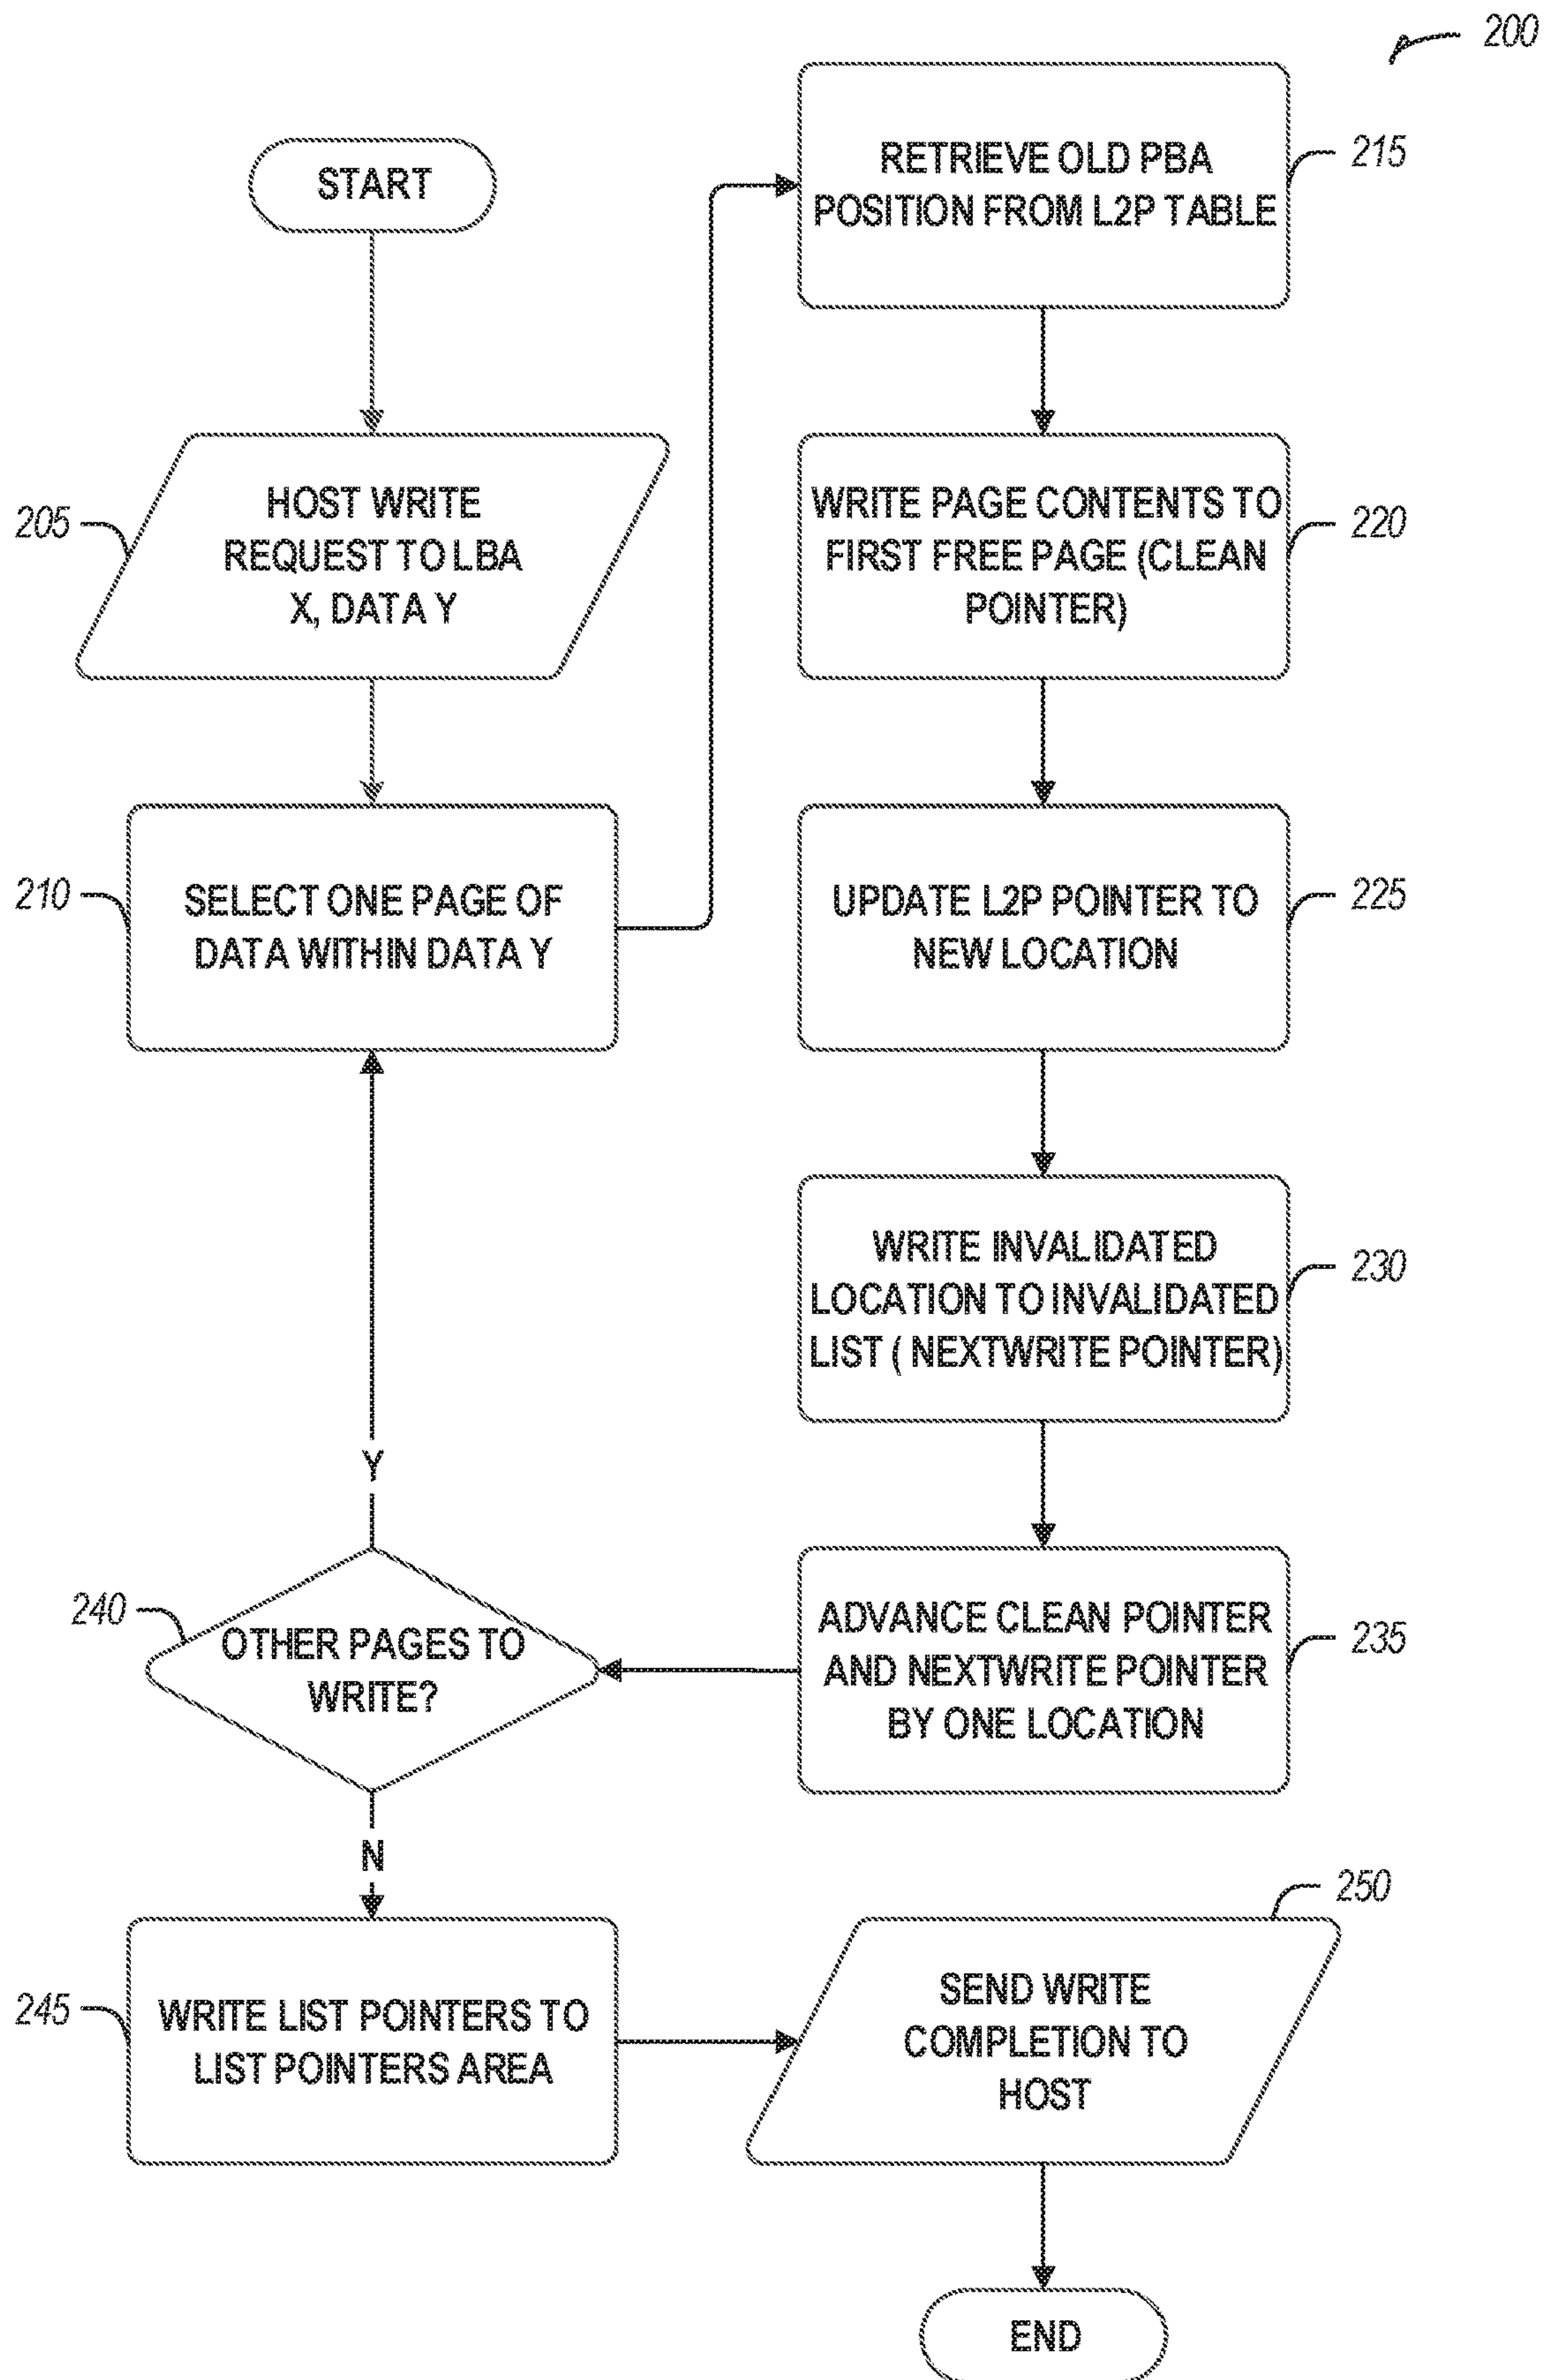 200
START
205
HOST WRITE
REQUEST TO LBA
X, DATA Y
210
SELECT ONE PAGE OF
DATA WITHIN DATA Y
215
RETRIEVE OLD PBA
POSITION FROM L2P TABLE
220
WRITE PAGE CONTENTS TO
FIRST FREE PAGE (CLEAN
POINTER)
225
UPDATE L2P POINTER TO
NEW LOCATION
230
WRITE INVALIDATED
LOCATION TO INVALIDATED
LIST ( NEXTWRITE POINTER)
235
ADVANCE CLEAN POINTER
AND NEXTWRITE POINTER
BY ONE LOCATION
240
OTHER PAGES TO
WRITE?
Y
N
245
WRITE LIST POINTERS TO
LIST POINTERS AREA
250
SEND WRITE
COMPLETION TO
HOST
END